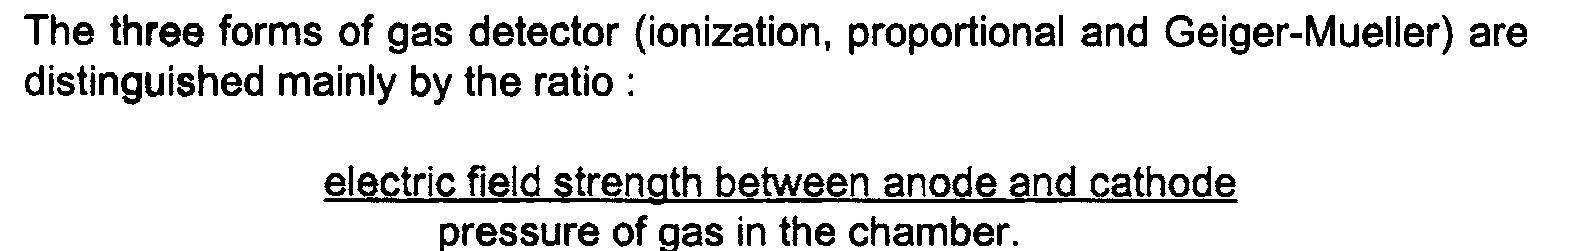 The three forms of gas detector (ionization, proportional and Geiger-Mueller) are
distinguished mainly by the ratio :
electric field strength between anode and cathode
pressure of gas in the chamber.